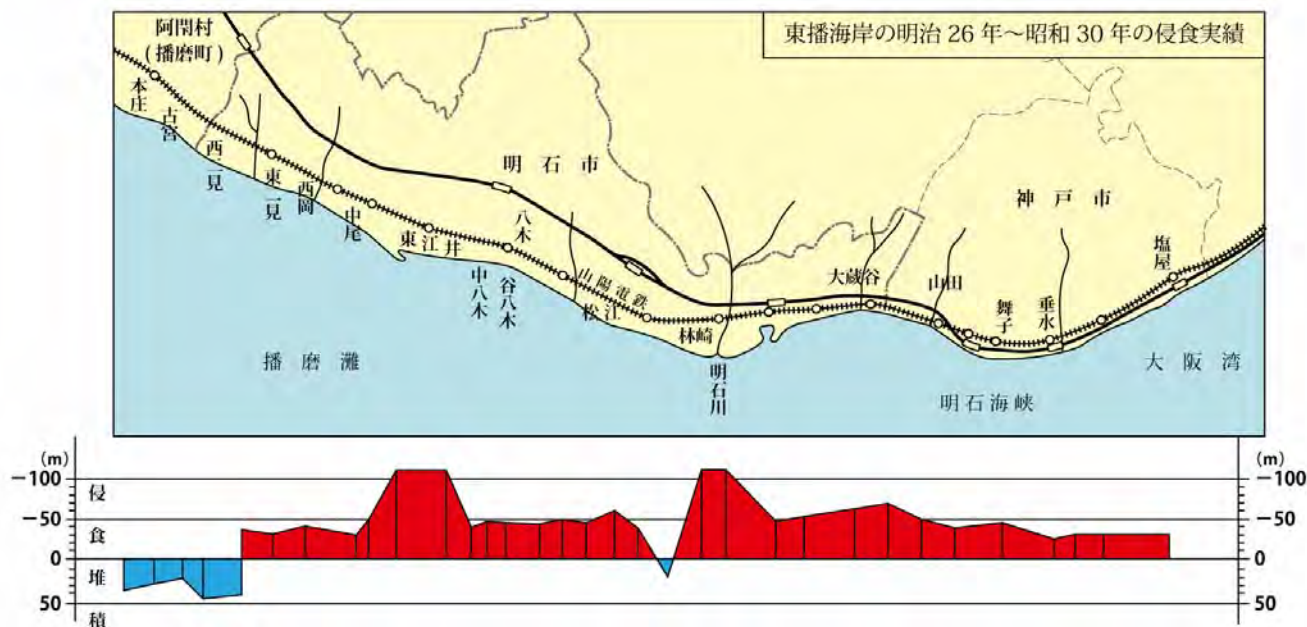 東播海岸の明治 26 年〜昭和 30 年の侵食実績
阿閇村
(播磨町)
本庄
古宮
西二見
東二見
西岡
中尾
東江井
八木
中八木
谷八木
山陽電鉄
松江
林崎
明石川
明石市
大蔵谷
山田
舞子
垂水
塩屋
神戸市
播磨灘
明石海峡
大阪湾
(m)
−100
−50
0
50
侵食
堆積
(m)
−100
−50
0
50